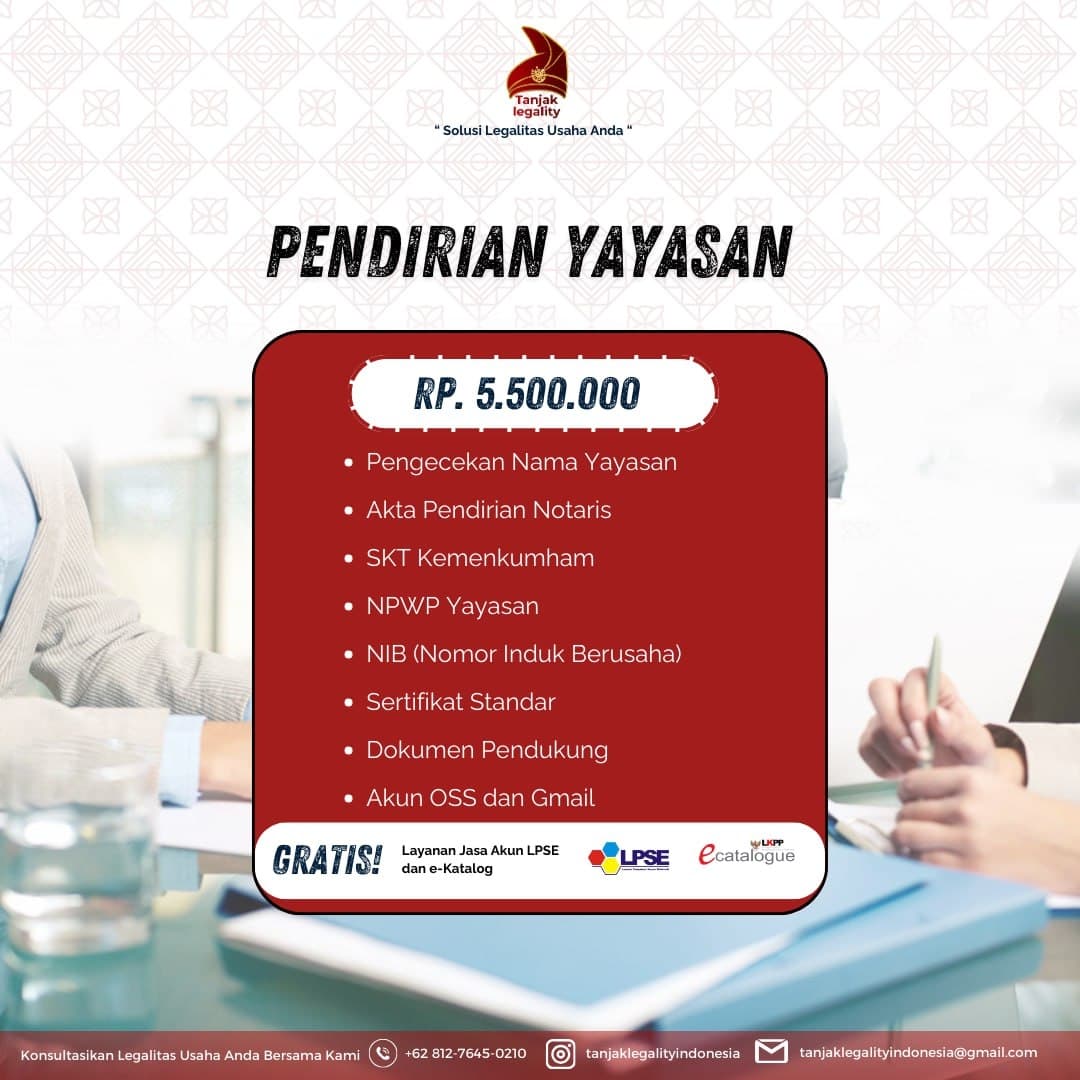 Tanjak
legality
“ Solusi Legalitas Usaha Anda “
PENDIRIAN YAYASAN
RP. 5.500.000
• Pengecekan Nama Yayasan
• Akta Pendirian Notaris
• SKT Kemenkumham
• NPWP Yayasan
• NIB (Nomor Induk Berusaha)
• Sertifikat Standar
• Dokumen Pendukung
• Akun OSS dan Gmail
GRATIS!
Layanan Jasa Akun LPSE
dan e-Katalog
LPSE
LKPP
ecatalogue
Konsultasikan Legalitas Usaha Anda Bersama Kami +62 812-7645-0210 tanjaklegalityindonesia tanjaklegalityindonesia@gmail.com